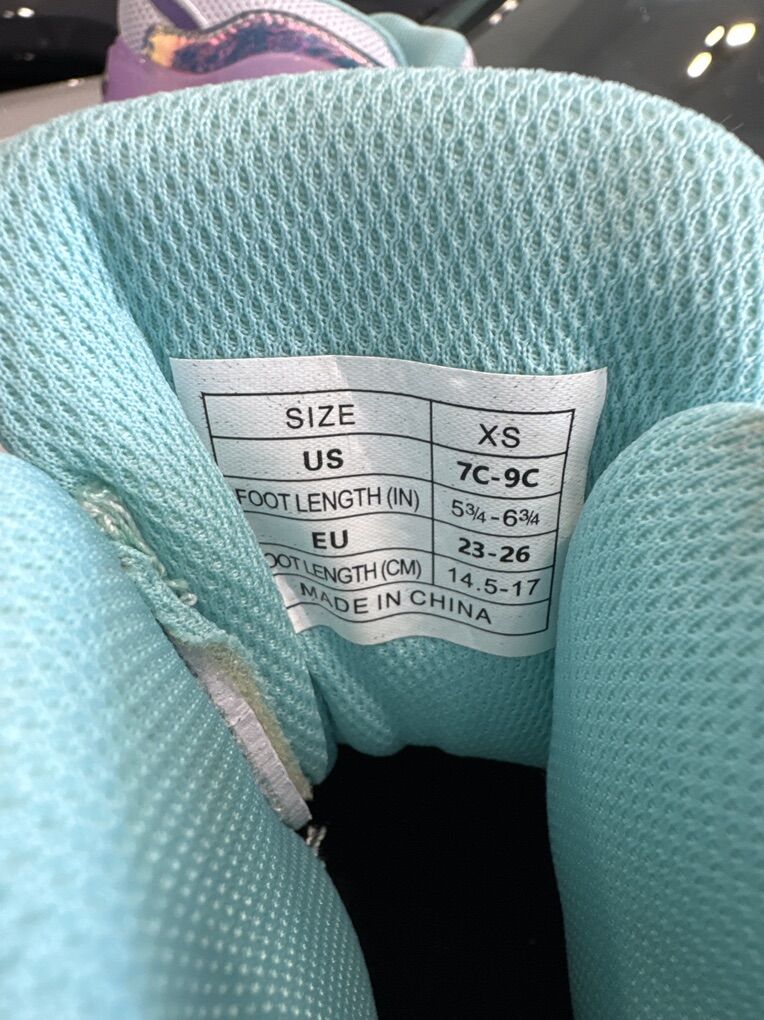 SIZE XS
US 7C-9C
FOOT LENGTH (IN) 5¾-6¾
EU 23-26
OOT LENGTH (CM) 14.5-17
MADE IN CHINA